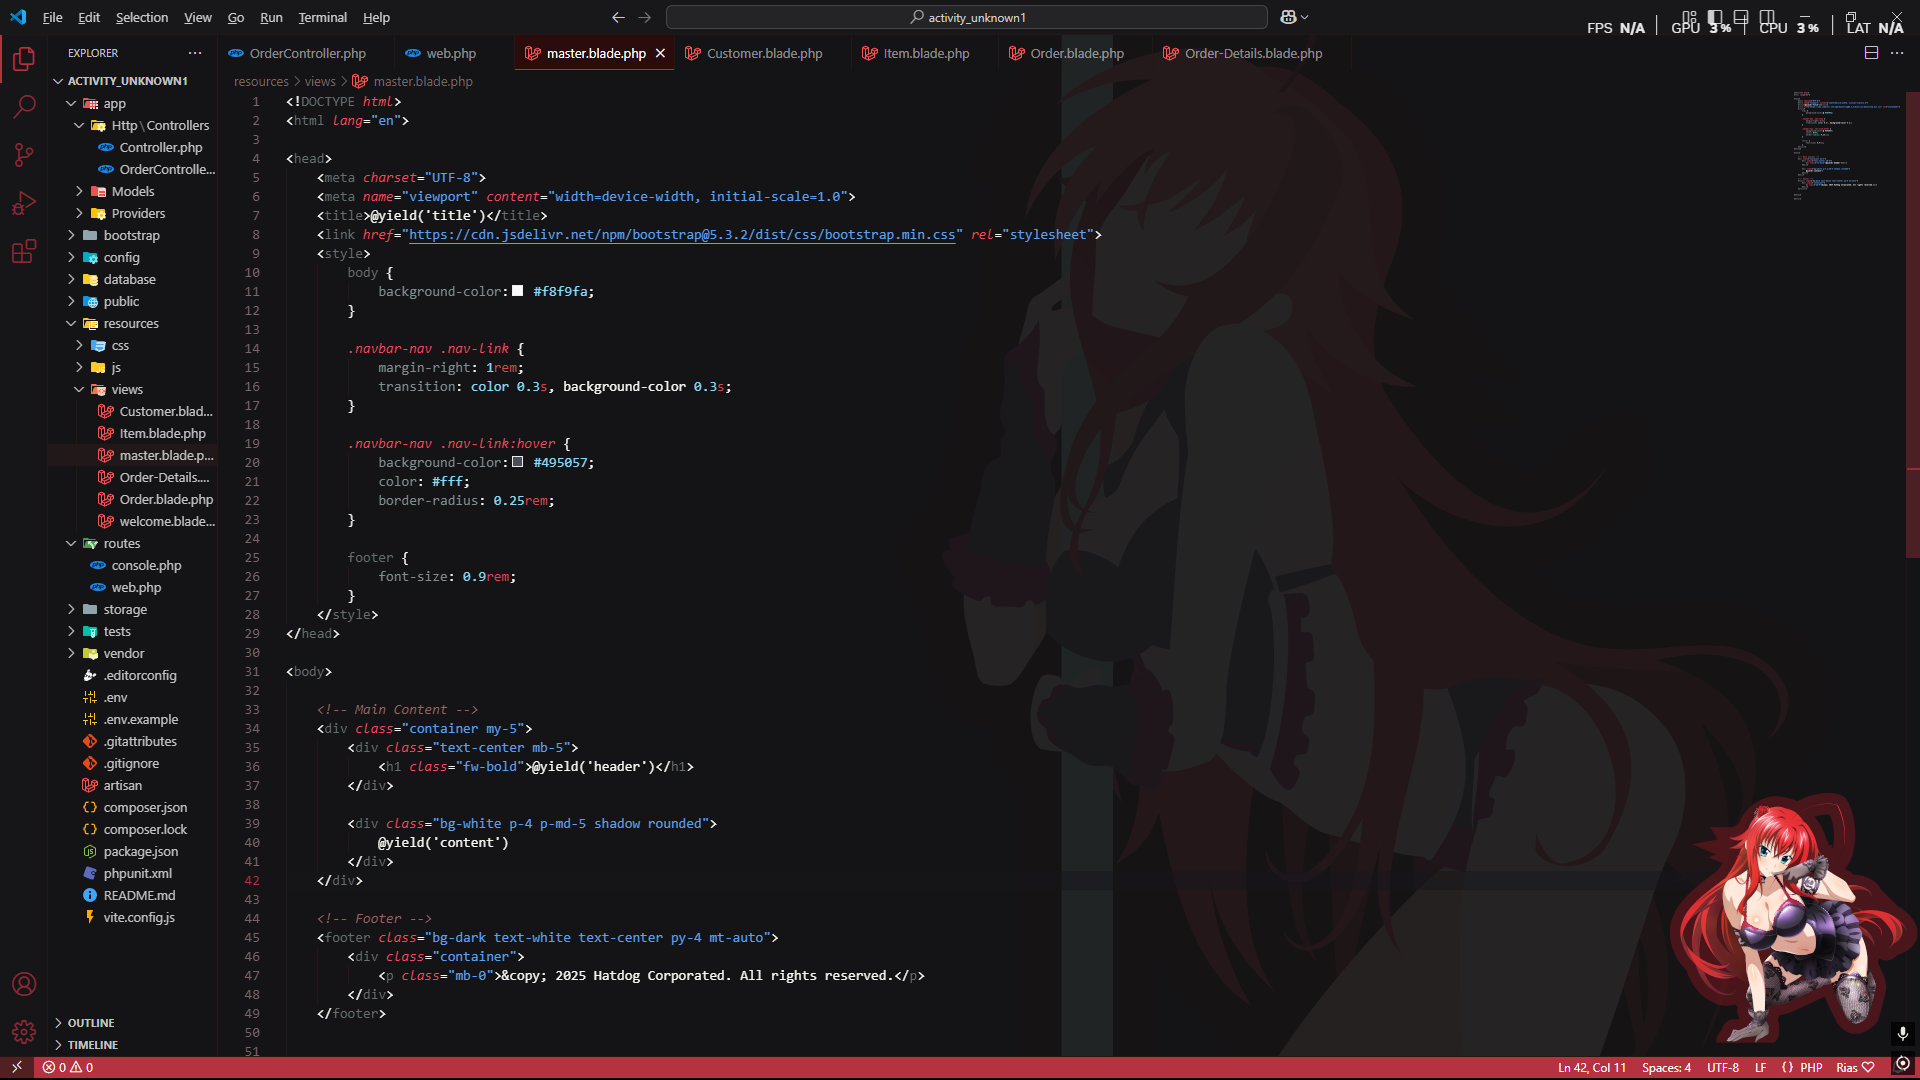 File Edit Selection View Go Run Terminal Help
activity_unknown1
FPS N/A | GPU 3% | CPU 3% | LAT N/A
EXPLORER
ACTIVITY_UNKNOWN1
app
Http\Controllers
Controller.php
OrderControlle...
Models
Providers
bootstrap
config
database
public
resources
css
js
views
Customer.blad...
Item.blade.php
master.blade.p...
Order-Details....
Order.blade.php
welcome.blade...
routes
console.php
web.php
storage
tests
vendor
.editorconfig
.env
.env.example
.gitattributes
.gitignore
artisan
composer.json
composer.lock
package.json
phpunit.xml
README.md
vite.config.js
OUTLINE
TIMELINE
OrderController.php web.php master.blade.php Customer.blade.php Item.blade.php Order.blade.php Order-Details.blade.php
resources > views > master.blade.php
1 <!DOCTYPE html>
2 <html lang="en">
3
4 <head>
5 <meta charset="UTF-8">
6 <meta name="viewport" content="width=device-width, initial-scale=1.0">
7 <title>@yield('title')</title>
8 <link href="https://cdn.jsdelivr.net/npm/bootstrap@5.3.2/dist/css/bootstrap.min.css" rel="stylesheet">
9 <style>
10 body {
11 background-color: #f8f9fa;
12 }
13
14 .navbar-nav .nav-link {
15 margin-right: 1rem;
16 transition: color 0.3s, background-color 0.3s;
17 }
18
19 .navbar-nav .nav-link:hover {
20 background-color: #495057;
21 color: #fff;
22 border-radius: 0.25rem;
23 }
24
25 footer {
26 font-size: 0.9rem;
27 }
28 </style>
29 </head>
30
31 <body>
32
33 <!-- Main Content -->
34 <div class="container my-5">
35 <div class="text-center mb-5">
36 <h1 class="fw-bold">@yield('header')</h1>
37 </div>
38
39 <div class="bg-white p-4 p-md-5 shadow rounded">
40 @yield('content')
41 </div>
42 </div>
43
44 <!-- Footer -->
45 <footer class="bg-dark text-white text-center py-4 mt-auto">
46 <div class="container">
47 <p class="mb-0">&copy; 2025 Hatdog Corporated. All rights reserved.</p>
48 </div>
49 </footer>
50
51
0 0
Ln 42, Col 11 Spaces: 4 UTF-8 LF {} PHP Rias ♡